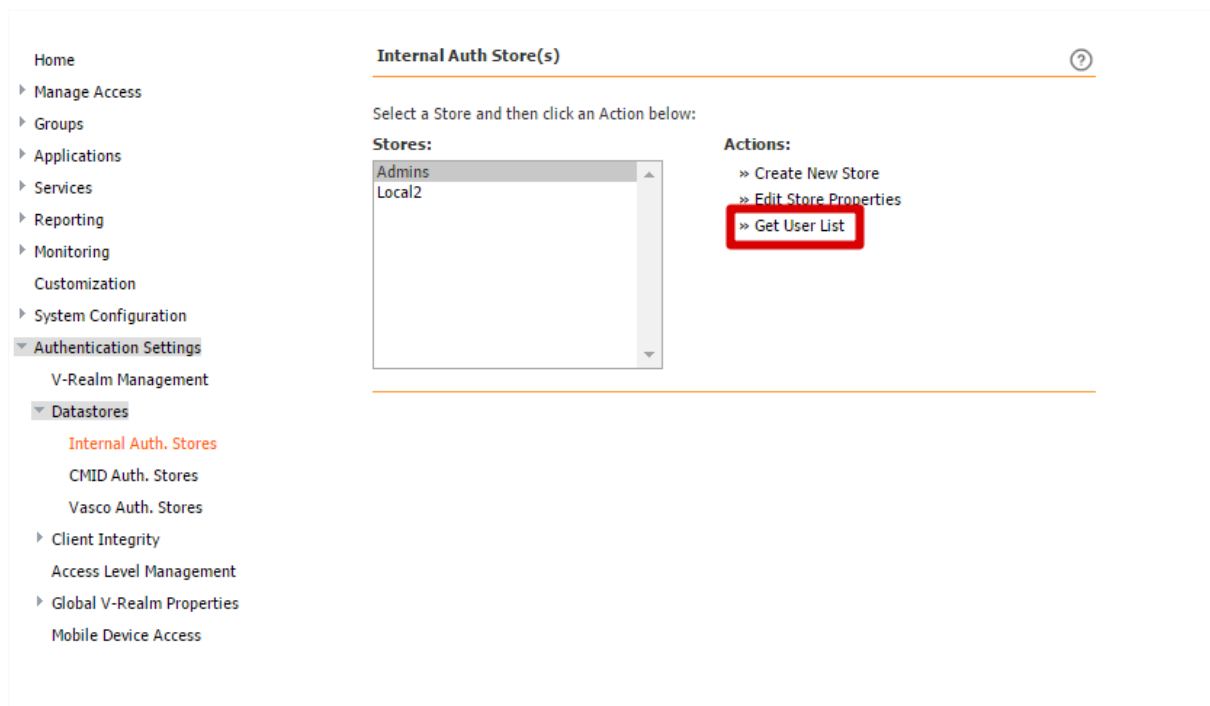 Home
Manage Access
Groups
Applications
Services
Reporting
Monitoring
Customization
System Configuration
Authentication Settings
V-Realm Management
Datastores
Internal Auth. Stores
CMID Auth. Stores
Vasco Auth. Stores
Client Integrity
Access Level Management
Global V-Realm Properties
Mobile Device Access
Internal Auth Store(s)
?
Select a Store and then click an Action below:
Stores:
Admins
Local2
Actions:
» Create New Store
» Edit Store Properties
» Get User List